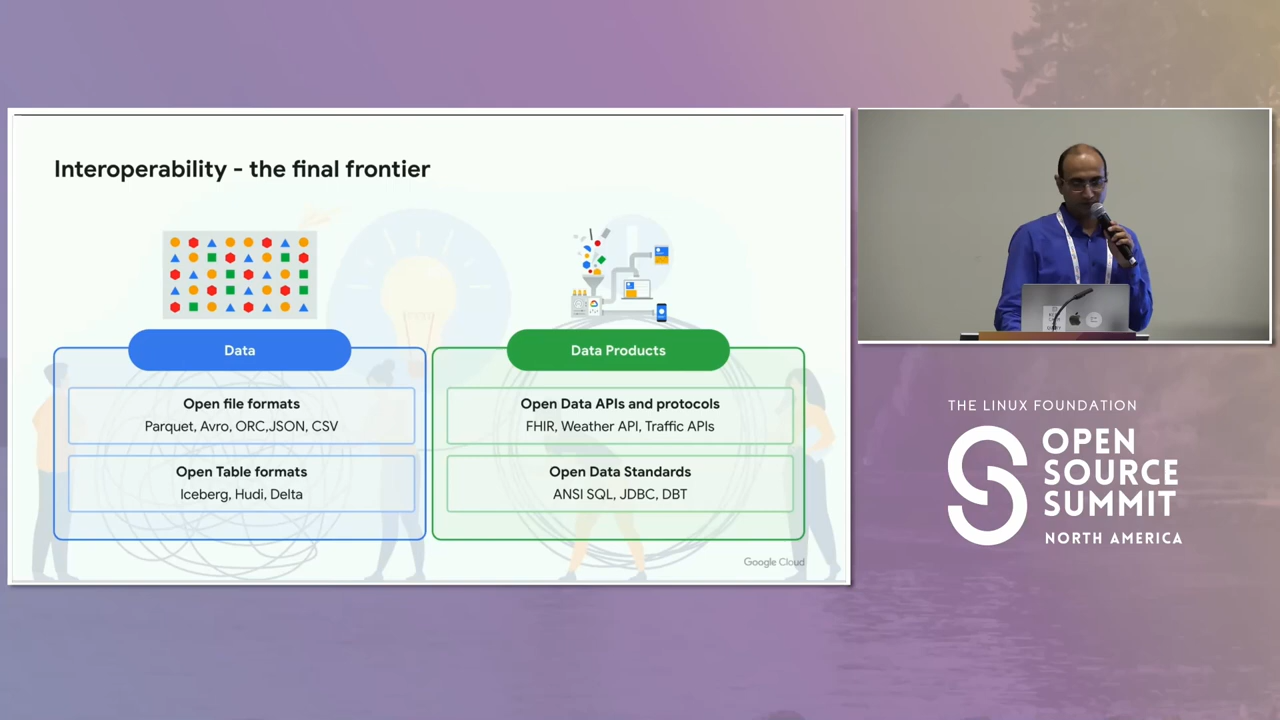 Interoperability - the final frontier
Data
Open file formats
Parquet, Avro, ORC,JSON, CSV
Open Table formats
Iceberg, Hudi, Delta
Data Products
Open Data APIs and protocols
FHIR, Weather API, Traffic APIs
Open Data Standards
ANSI SQL, JDBC, DBT
Google Cloud
THE LINUX FOUNDATION
OPEN
SOURCE
SUMMIT
NORTH AMERICA